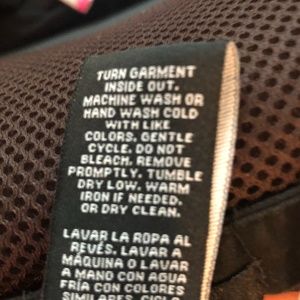 TURN GARMENT
INSIDE OUT.
MACHINE WASH OR
HAND WASH COLD
WITH LIKE
COLORS. GENTLE
CYCLE. DO NOT
BLEACH. REMOVE
PROMPTLY. TUMBLE
DRY LOW. WARM
IRON IF NEEDED.
OR DRY CLEAN.
LAVAR LA ROPA AL
REVÉS. LAVAR A
MÁQUINA O LAVAR
A MANO CON AGUA
FRÍA CON COLORES
SIMILARES. CICLO